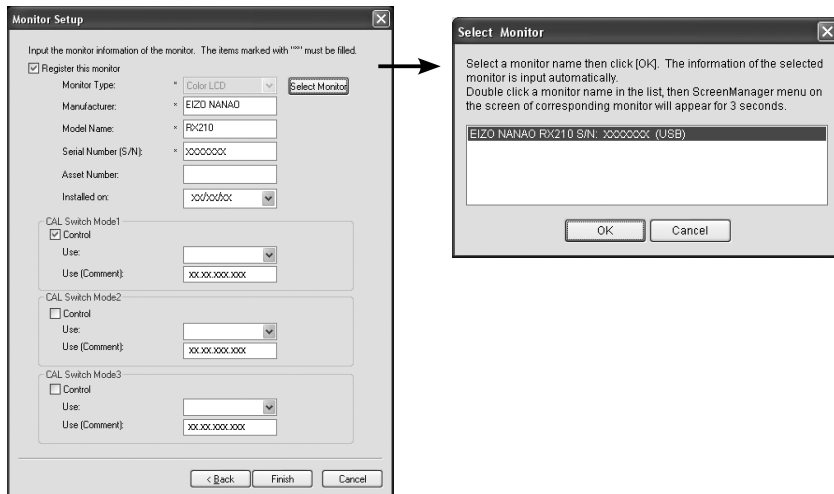 Monitor Setup
Input the monitor information of the monitor. The items marked with "*" must be filled.
Register this monitor
Monitor Type: * Color LCD Select Monitor
Manufacturer: * EIZO NANAO
Model Name: * RX210
Serial Number (S/N): * XXXXXXX
Asset Number:
Installed on: XX/XX/XX
CAL Switch Mode1
Control
Use:
Use (Comment): XX.XX.XXX.XXX
CAL Switch Mode2
Control
Use:
Use (Comment): XX.XX.XXX.XXX
CAL Switch Mode3
Control
Use:
Use (Comment): XX.XX.XXX.XXX
< Back Finish Cancel
Select Monitor
Select a monitor name then click [OK]. The information of the selected
monitor is input automatically.
Double click a monitor name in the list, then ScreenManager menu on
the screen of corresponding monitor will appear for 3 seconds.
EIZO NANAO RX210 S/N: XXXXXXX (USB)
OK Cancel